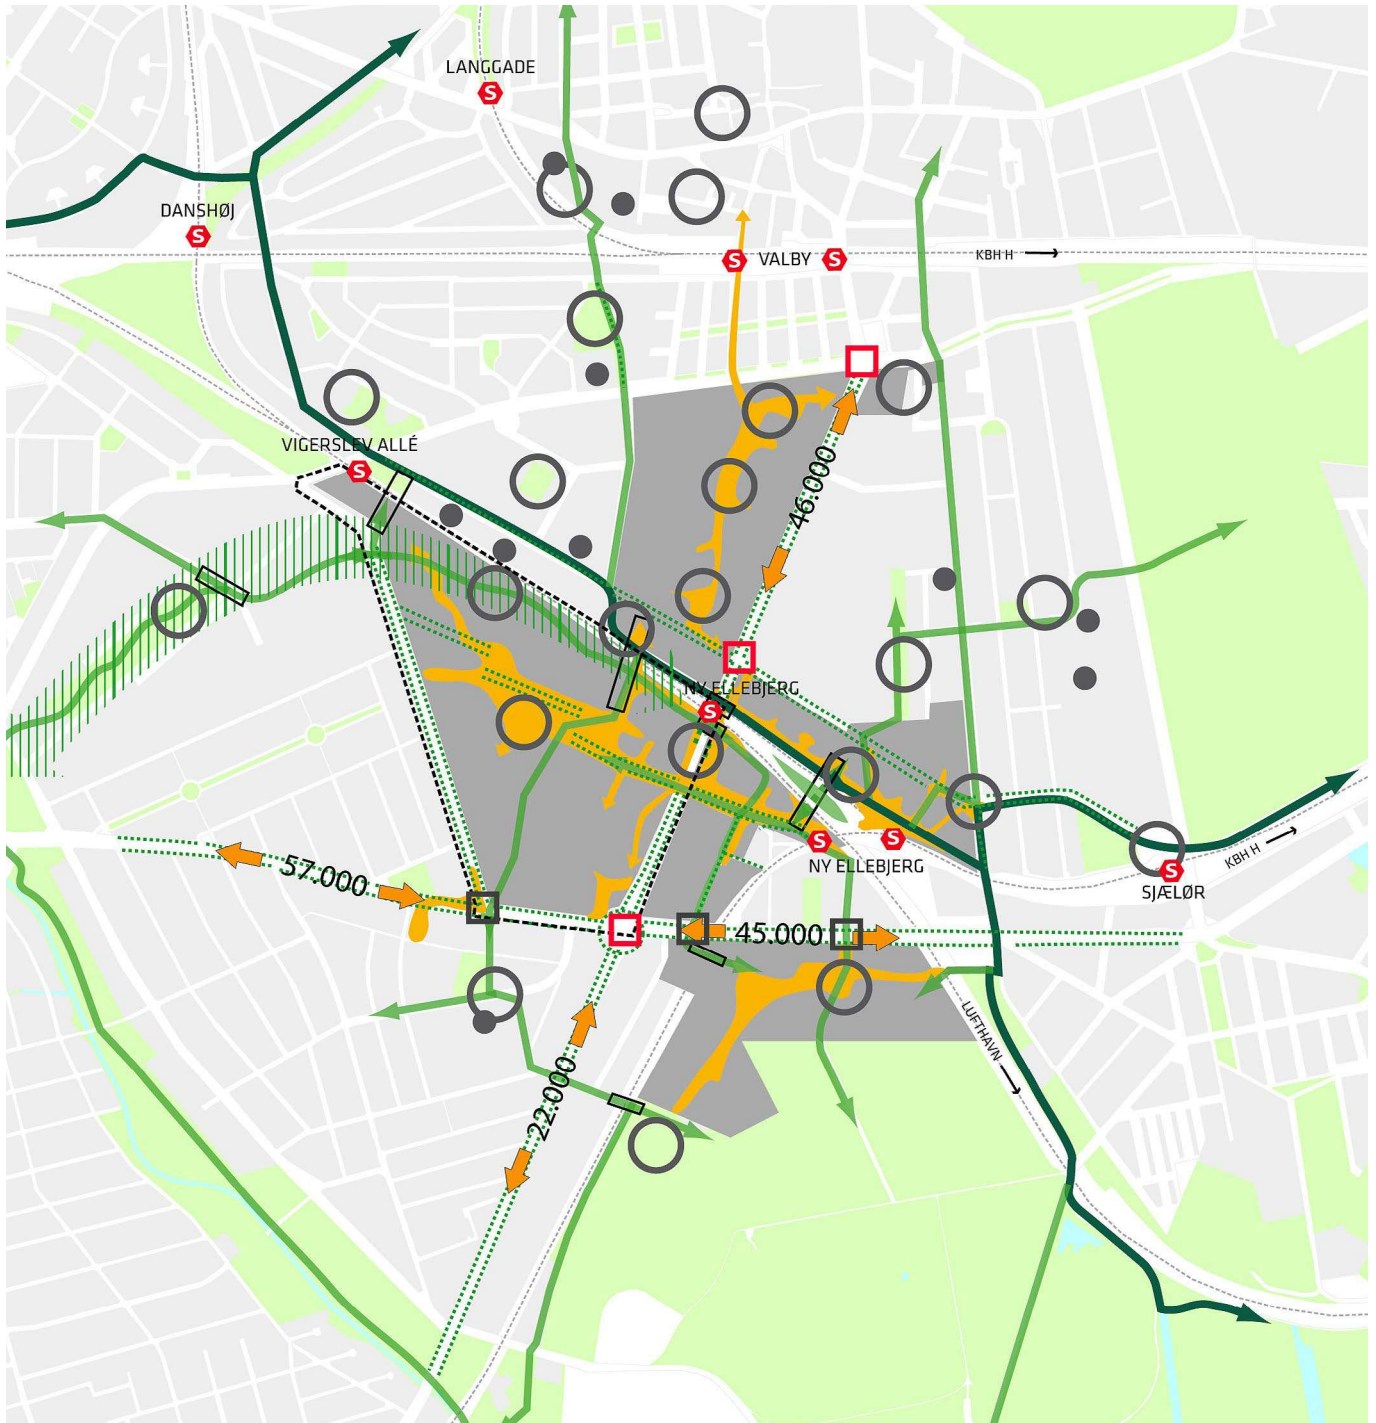 LANGGADE
S
DANSHØJ
S
S VALBY S
KBH H
VIGERSLEV ALLÉ
S
46.000
NY ELLEBJERG
S
57.000
S
S
NY ELLEBJERG
KBH H
S
SJÆLØR
45.000
LUFTHAVN
22.000